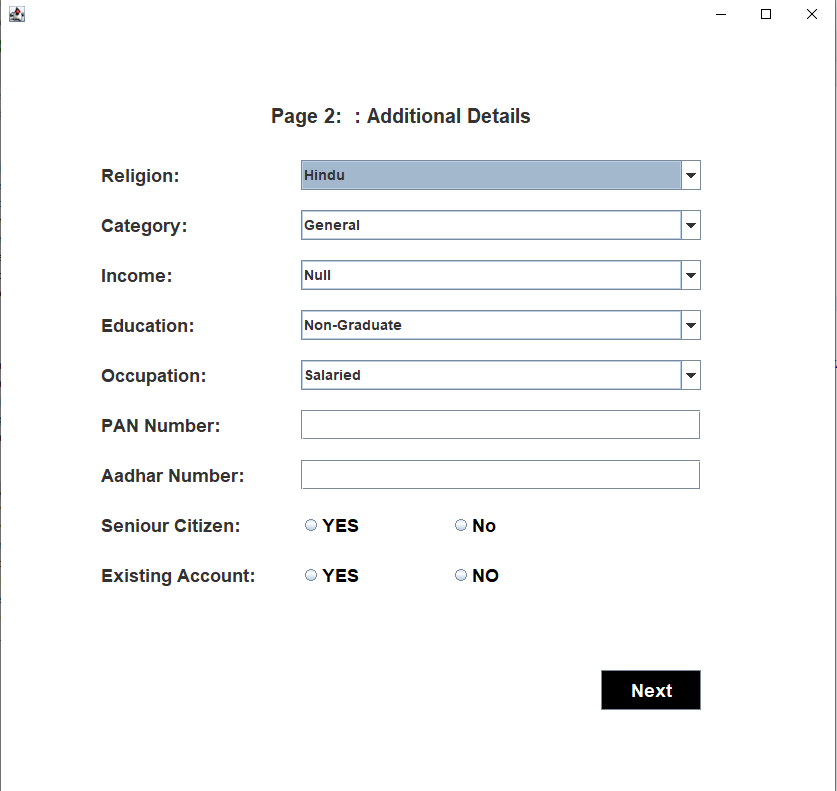 Page 2:  : Additional Details
Religion: Hindu
Category: General
Income: Null
Education: Non-Graduate
Occupation: Salaried
PAN Number:
Aadhar Number:
Seniour Citizen: YES No
Existing Account: YES NO
Next